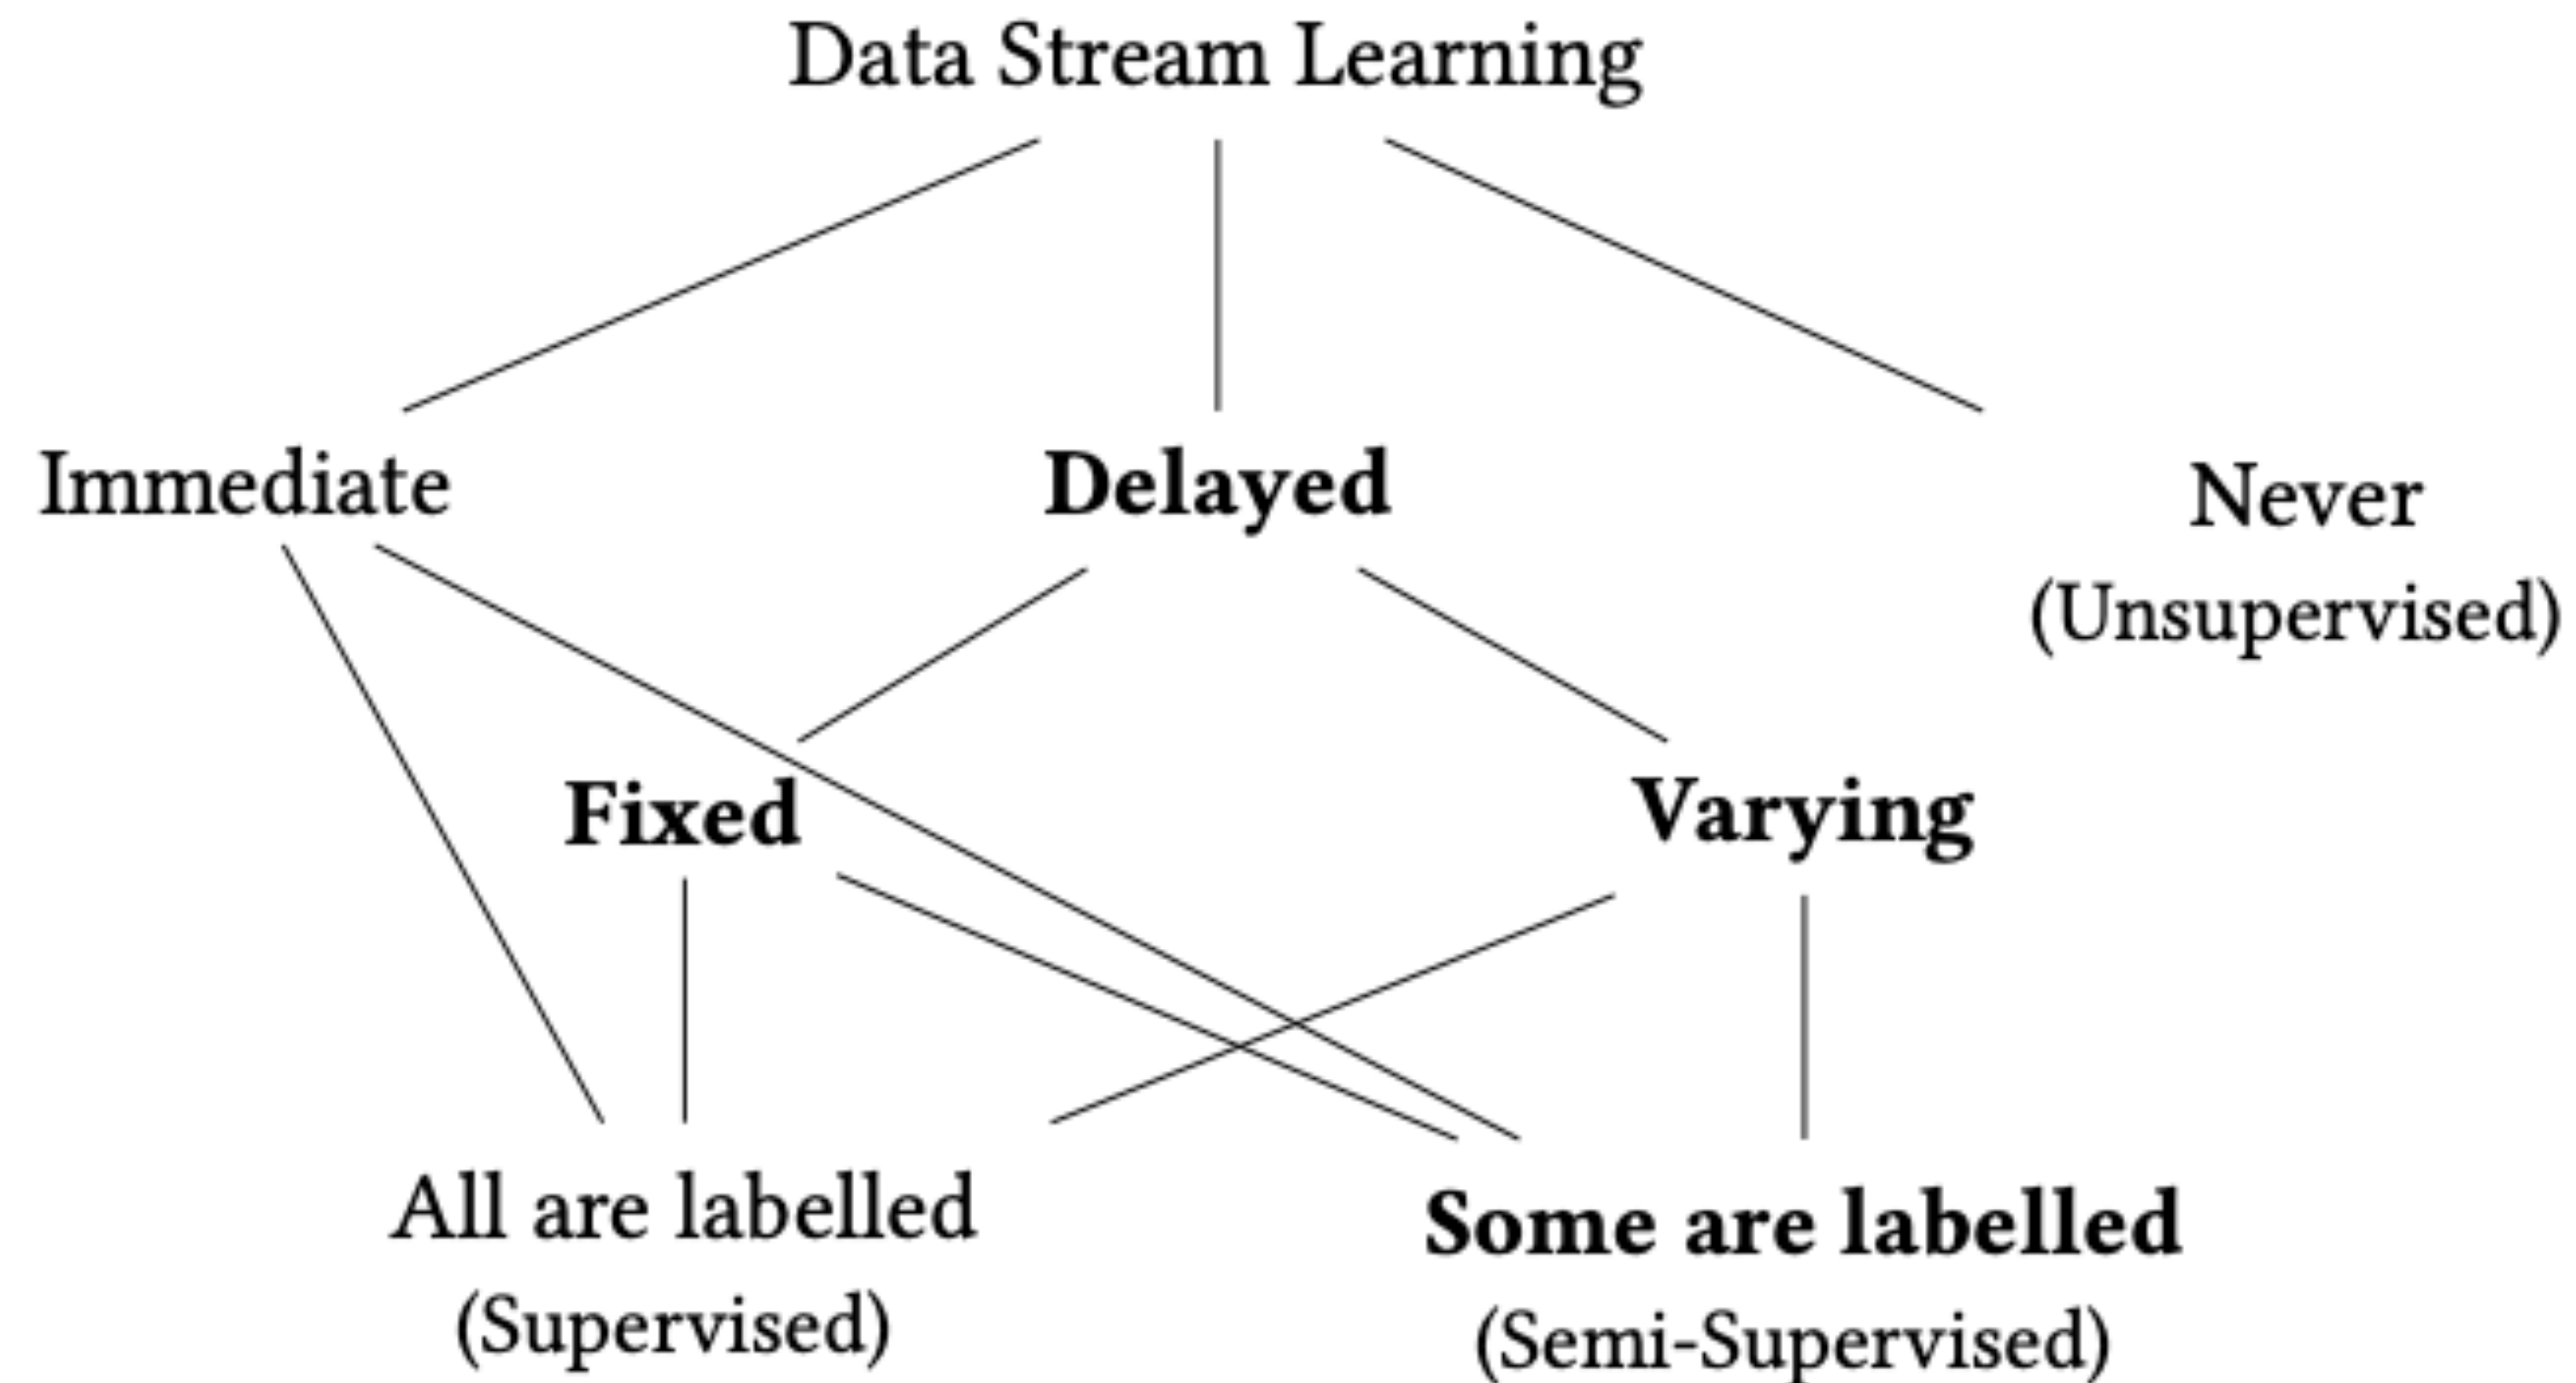 Data Stream Learning
Immediate
Delayed
Never
(Unsupervised)
Fixed
Varying
All are labelled
(Supervised)
Some are labelled
(Semi-Supervised)